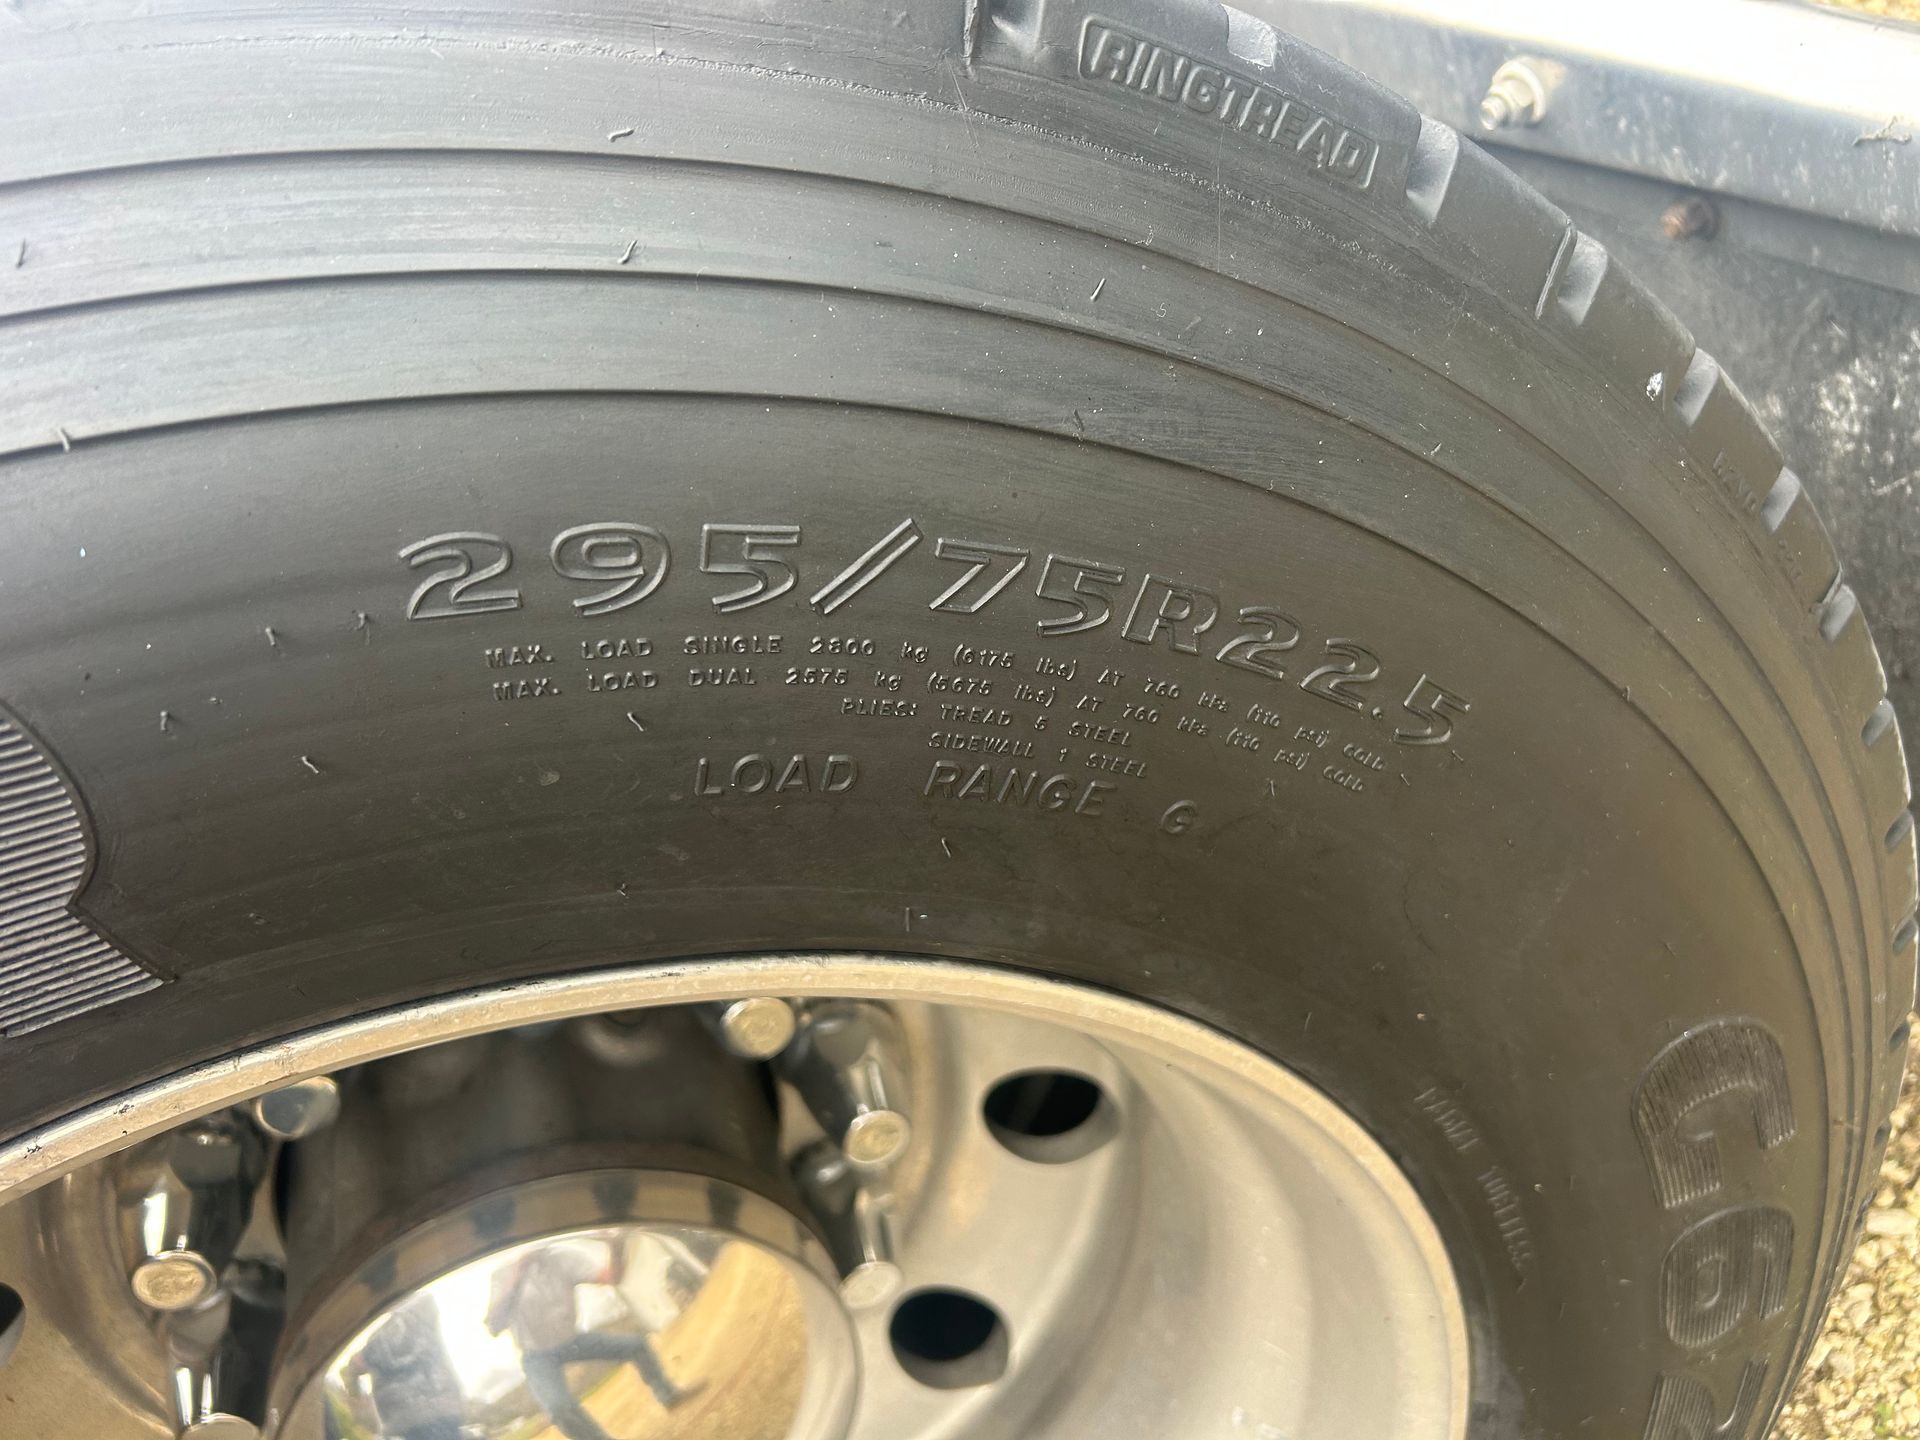 RINGTREAD
295/75R22.5
MAX. LOAD SINGLE 2800 kg (6175 lbs) AT 760 kPa (110 psi) COLD
MAX. LOAD DUAL 2575 kg (5675 lbs) AT 760 kPa (110 psi) COLD
PLIES: TREAD 5 STEEL
SIDEWALL 1 STEEL
LOAD RANGE G
G62